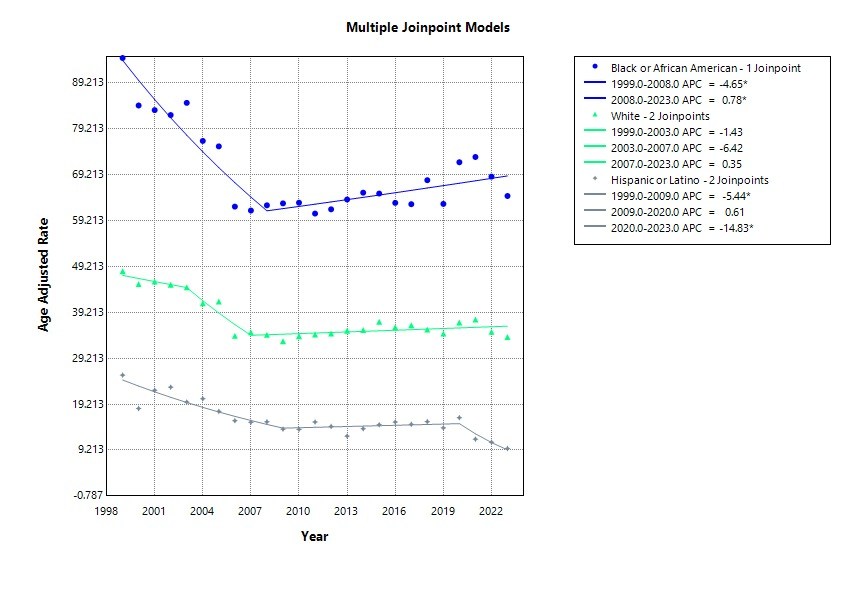 Multiple Joinpoint Models
89.213
79.213
69.213
59.213
49.213
39.213
29.213
19.213
9.213
-0.787
Age Adjusted Rate
1998 2001 2004 2007 2010 2013 2016 2019 2022
Year
Black or African American - 1 Joinpoint
1999.0-2008.0 APC = -4.65*
2008.0-2023.0 APC = 0.78*
White - 2 Joinpoints
1999.0-2003.0 APC = -1.43
2003.0-2007.0 APC = -6.42
2007.0-2023.0 APC = 0.35
Hispanic or Latino - 2 Joinpoints
1999.0-2009.0 APC = -5.44*
2009.0-2020.0 APC = 0.61
2020.0-2023.0 APC = -14.83*